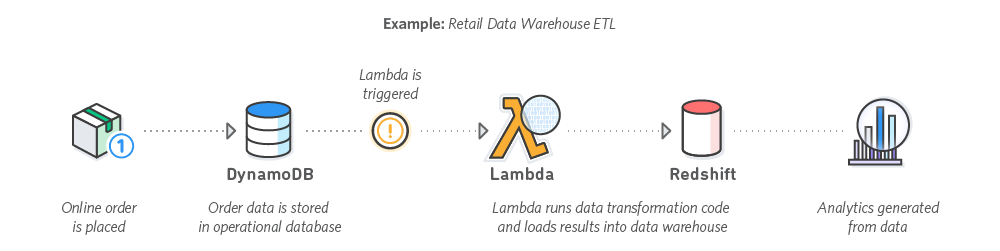 Example: Retail Data Warehouse ETL
Lambda is
triggered
1
!
DynamoDB
Lambda
Redshift
Online order
is placed
Order data is stored
in operational database
Lambda runs data transformation code
and loads results into data warehouse
Analytics generated
from data